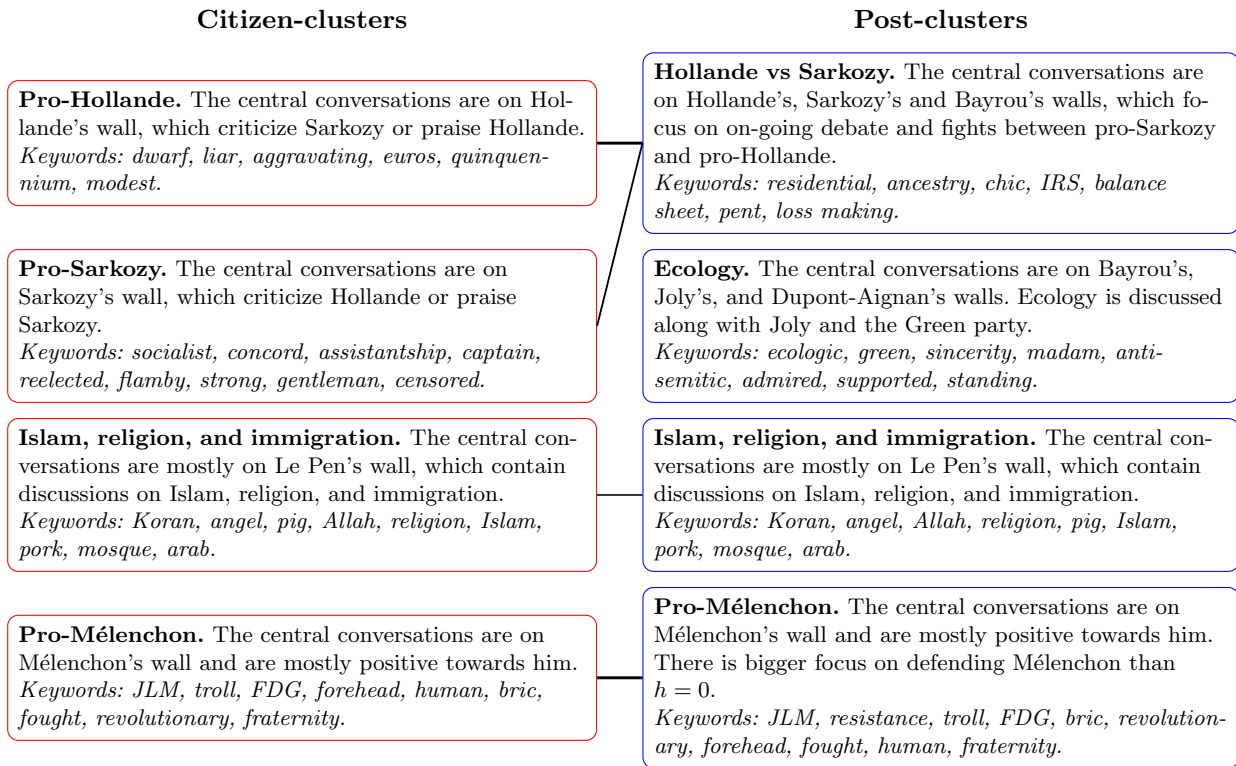 Citizen-clusters
Pro-Hollande. The central conversations are on Hol-
lande's wall, which criticize Sarkozy or praise Hollande.
Keywords: dwarf, liar, aggravating, euros, quinquen-
nium, modest.
Pro-Sarkozy. The central conversations are on
Sarkozy's wall, which criticize Hollande or praise
Sarkozy.
Keywords: socialist, concord, assistantship, captain,
reelected, flamby, strong, gentleman, censored.
Islam, religion, and immigration. The central con-
versations are mostly on Le Pen's wall, which contain
discussions on Islam, religion, and immigration.
Keywords: Koran, angel, pig, Allah, religion, Islam,
pork, mosque, arab.
Pro-Mélenchon. The central conversations are on
Mélenchon's wall and are mostly positive towards him.
Keywords: JLM, troll, FDG, forehead, human, bric,
fought, revolutionary, fraternity.
Post-clusters
Hollande vs Sarkozy. The central conversations are
on Hollande's, Sarkozy's and Bayrou's walls, which fo-
cus on on-going debate and fights between pro-Sarkozy
and pro-Hollande.
Keywords: residential, ancestry, chic, IRS, balance
sheet, pent, loss making.
Ecology. The central conversations are on Bayrou's,
Joly's, and Dupont-Aignan's walls. Ecology is discussed
along with Joly and the Green party.
Keywords: ecologic, green, sincerity, madam, anti-
semitic, admired, supported, standing.
Islam, religion, and immigration. The central con-
versations are mostly on Le Pen's wall, which contain
discussions on Islam, religion, and immigration.
Keywords: Koran, angel, Allah, religion, pig, Islam,
pork, mosque, arab.
Pro-Mélenchon. The central conversations are on
Mélenchon's wall and are mostly positive towards him.
There is bigger focus on defending Mélenchon than
h = 0.
Keywords: JLM, resistance, troll, FDG, bric, revolution-
ary, forehead, fought, human, fraternity.